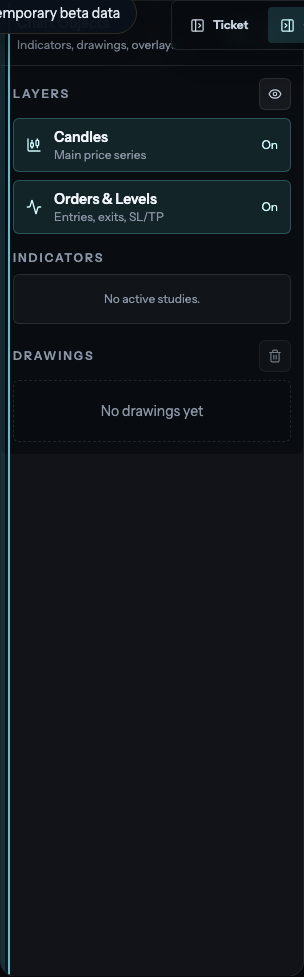 emporary beta data
Ticket
Indicators, drawings, overlay
LAYERS
Candles
Main price series
On
Orders & Levels
Entries, exits, SL/TP
On
INDICATORS
No active studies.
DRAWINGS
No drawings yet